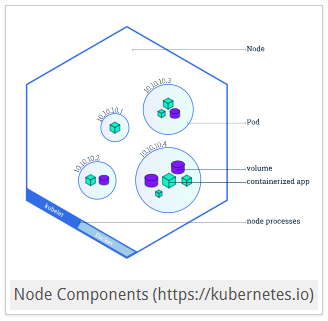 Node
10.10.10.3
10.10.10.1
Pod
10.10.10.4
10.10.10.2
volume
containerized app
kubelet
node processes
Docker
Node Components (https://kubernetes.io)